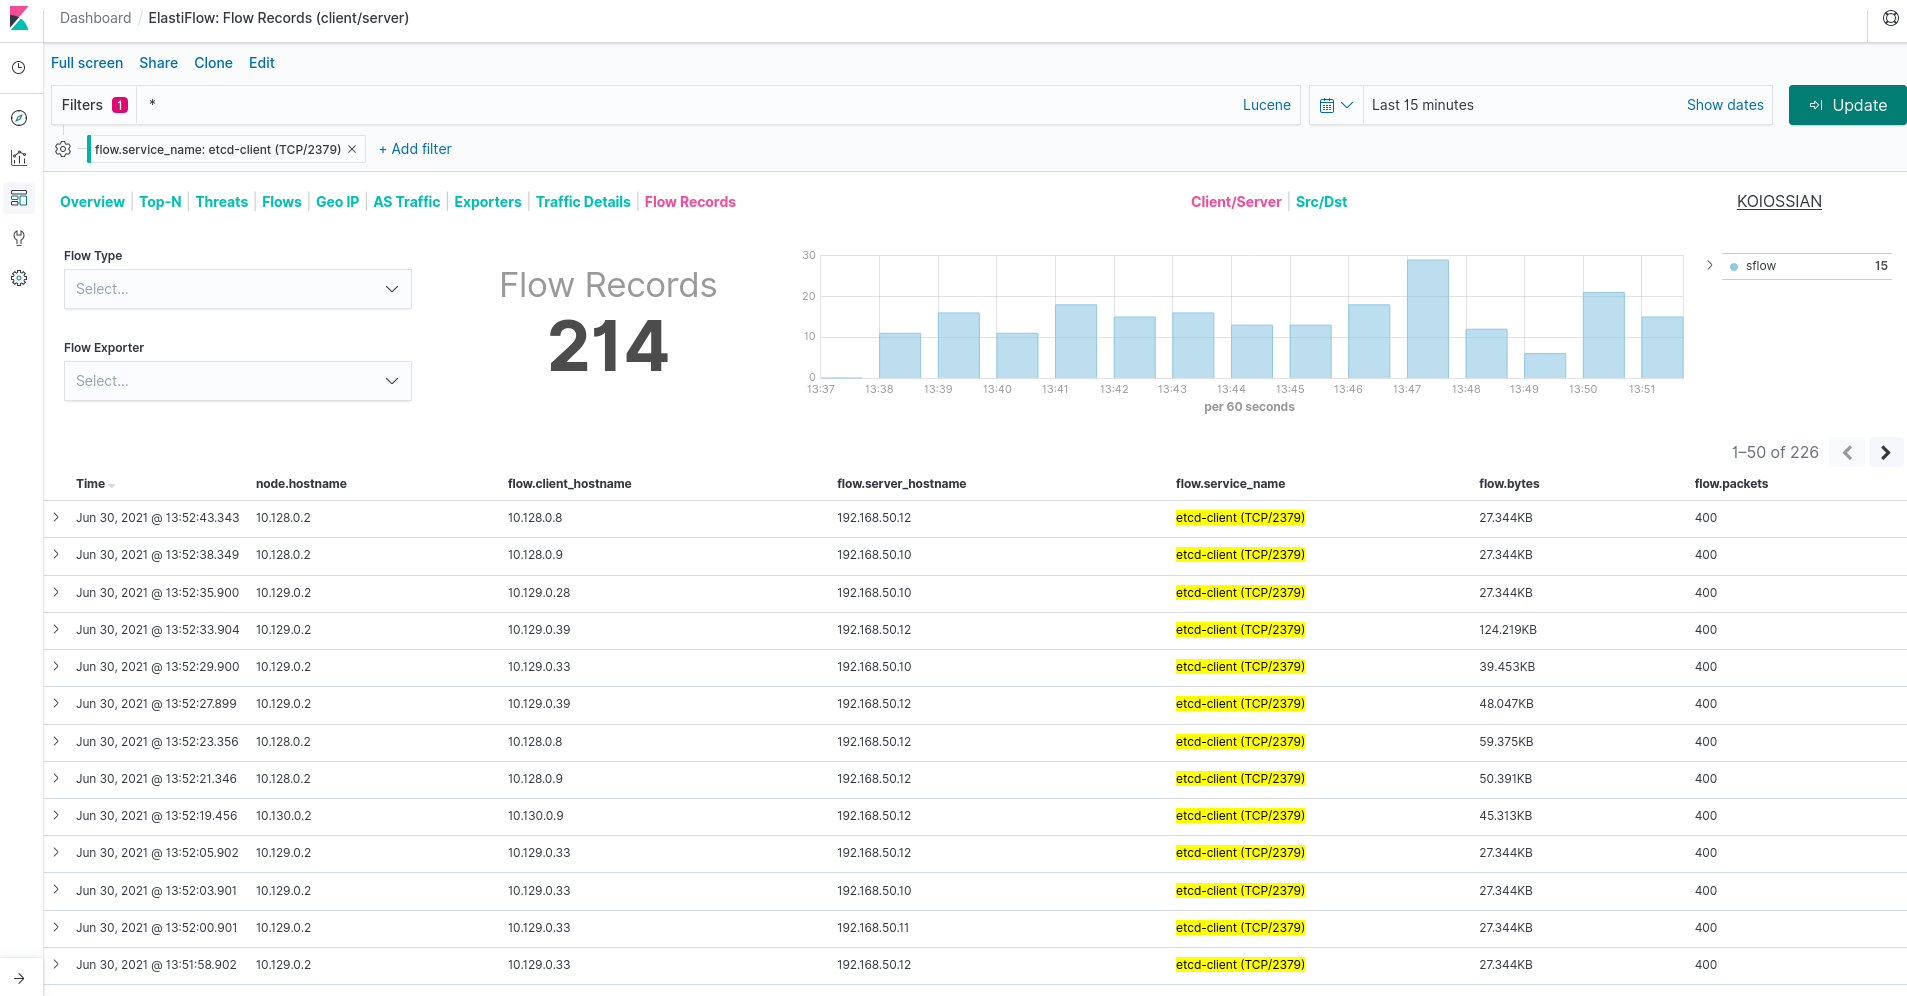 Dashboard / ElastiFlow: Flow Records (client/server)
Full screen Share Clone Edit
Filters 1 * Lucene Last 15 minutes Show dates Update
flow.service_name: etcd-client (TCP/2379) × + Add filter
Overview Top-N Threats Flows Geo IP AS Traffic Exporters Traffic Details Flow Records Client/Server Src/Dst KOIOSSIAN
Flow Type
Select...
Flow Exporter
Select...
Flow Records
214
30
20
10
0
13:37 13:38 13:39 13:40 13:41 13:42 13:43 13:44 13:45 13:46 13:47 13:48 13:49 13:50 13:51
per 60 seconds
sflow 15
1–50 of 226
Time node.hostname flow.client_hostname flow.server_hostname flow.service_name flow.bytes flow.packets
Jun 30, 2021 @ 13:52:43.343 10.128.0.2 10.128.0.8 192.168.50.12 etcd-client (TCP/2379) 27.344KB 400
Jun 30, 2021 @ 13:52:38.349 10.128.0.2 10.128.0.9 192.168.50.10 etcd-client (TCP/2379) 27.344KB 400
Jun 30, 2021 @ 13:52:35.900 10.129.0.2 10.129.0.28 192.168.50.10 etcd-client (TCP/2379) 27.344KB 400
Jun 30, 2021 @ 13:52:33.904 10.129.0.2 10.129.0.39 192.168.50.12 etcd-client (TCP/2379) 124.219KB 400
Jun 30, 2021 @ 13:52:29.900 10.129.0.2 10.129.0.33 192.168.50.10 etcd-client (TCP/2379) 39.453KB 400
Jun 30, 2021 @ 13:52:27.899 10.129.0.2 10.129.0.39 192.168.50.12 etcd-client (TCP/2379) 48.047KB 400
Jun 30, 2021 @ 13:52:23.356 10.128.0.2 10.128.0.8 192.168.50.12 etcd-client (TCP/2379) 59.375KB 400
Jun 30, 2021 @ 13:52:21.346 10.128.0.2 10.128.0.9 192.168.50.12 etcd-client (TCP/2379) 50.391KB 400
Jun 30, 2021 @ 13:52:19.456 10.130.0.2 10.130.0.9 192.168.50.12 etcd-client (TCP/2379) 45.313KB 400
Jun 30, 2021 @ 13:52:05.902 10.129.0.2 10.129.0.33 192.168.50.12 etcd-client (TCP/2379) 27.344KB 400
Jun 30, 2021 @ 13:52:03.901 10.129.0.2 10.129.0.33 192.168.50.10 etcd-client (TCP/2379) 27.344KB 400
Jun 30, 2021 @ 13:52:00.901 10.129.0.2 10.129.0.33 192.168.50.11 etcd-client (TCP/2379) 27.344KB 400
Jun 30, 2021 @ 13:51:58.902 10.129.0.2 10.129.0.33 192.168.50.12 etcd-client (TCP/2379) 27.344KB 400